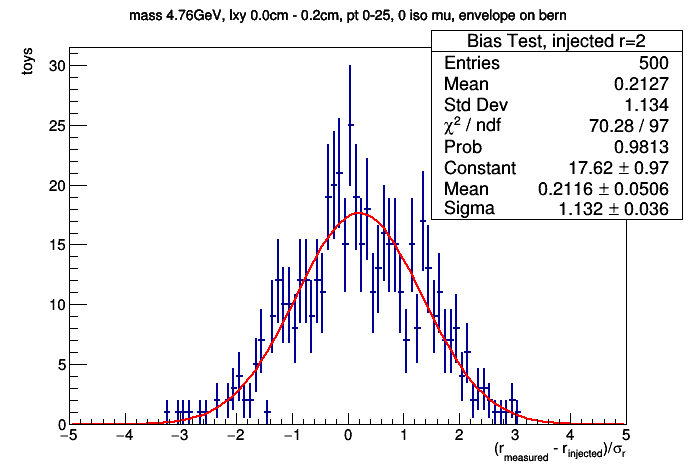 mass 4.76GeV, lxy 0.0cm - 0.2cm, pt 0-25, 0 iso mu, envelope on bern
Bias Test, injected r=2
Entries 500
Mean 0.2127
Std Dev 1.134
χ² / ndf 70.28 / 97
Prob 0.9813
Constant 17.62 ± 0.97
Mean 0.2116 ± 0.0506
Sigma 1.132 ± 0.036
toys
30
25
20
15
10
5
0
−5 −4 −3 −2 −1 0 1 2 3 4 5
(r_measured - r_injected)/σ_r